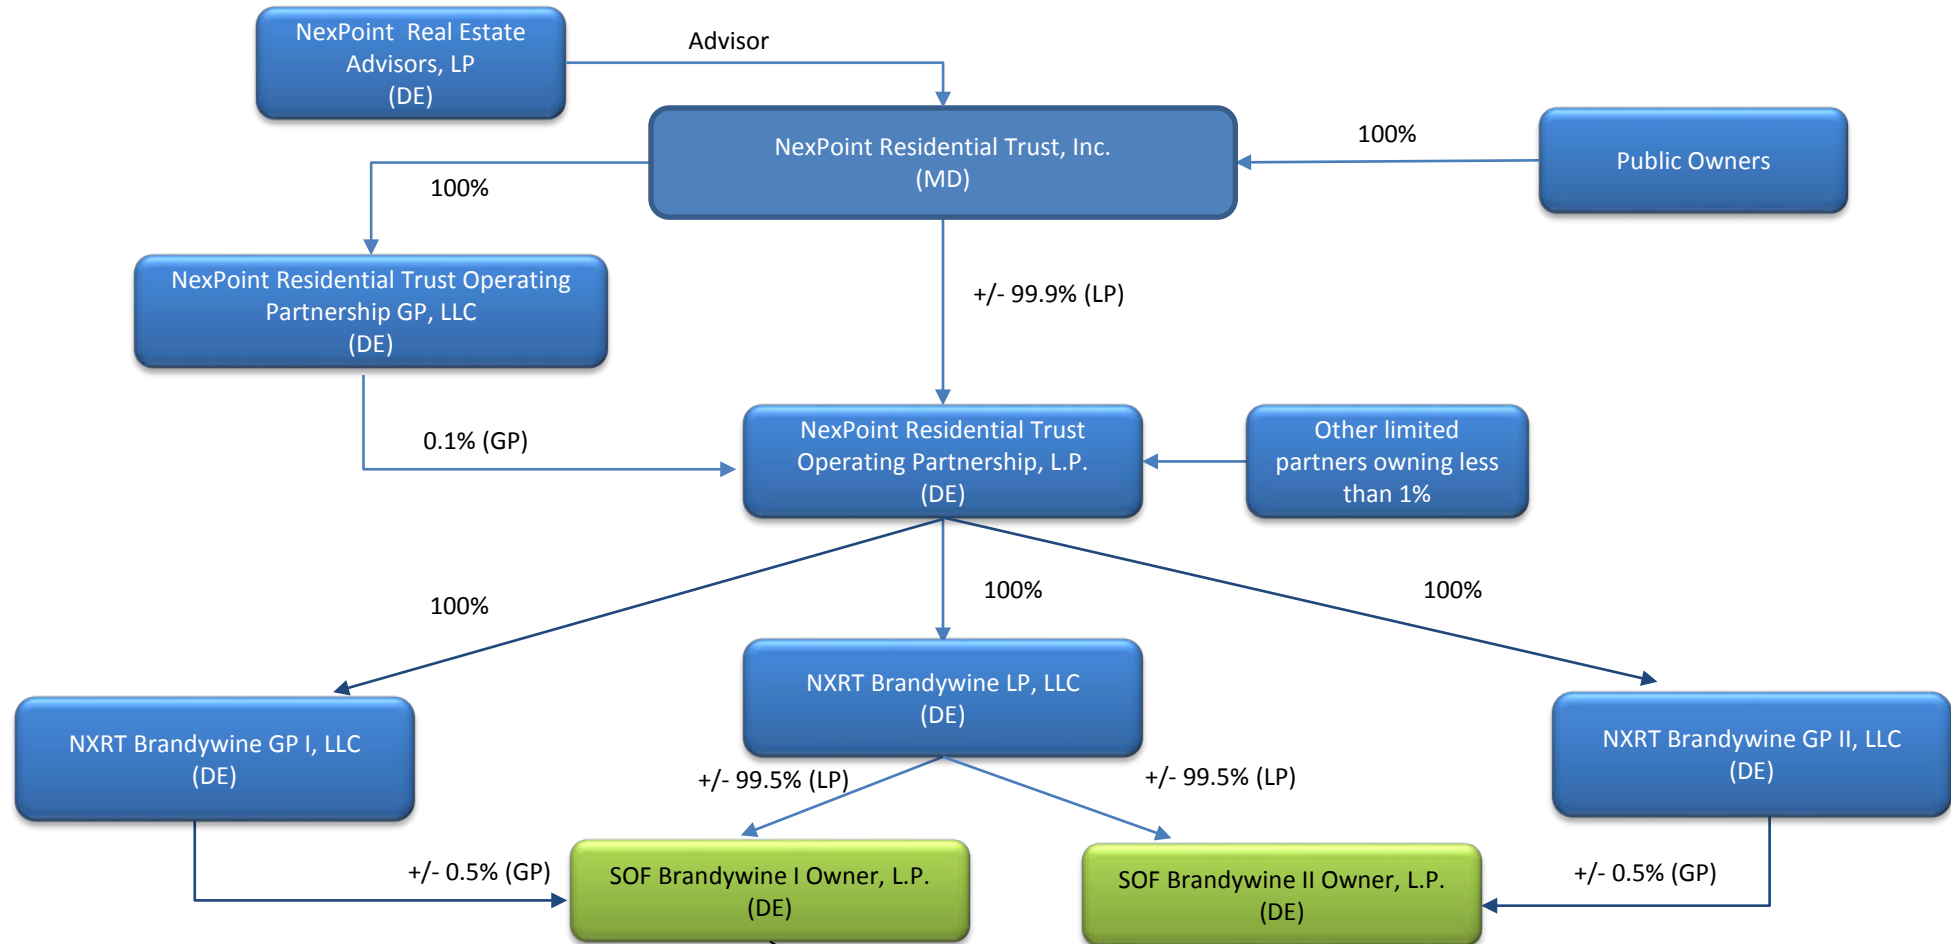 NexPoint  Real Estate
Advisors, LP
(DE)
Advisor
NexPoint Residential Trust, Inc.
(MD)
100%
Public Owners
100%
NexPoint Residential Trust Operating
Partnership GP, LLC
(DE)
+/- 99.9% (LP)
0.1% (GP)
NexPoint Residential Trust
Operating Partnership, L.P.
(DE)
Other limited
partners owning less
than 1%
100%
100%
100%
NXRT Brandywine GP I, LLC
(DE)
NXRT Brandywine LP, LLC
(DE)
NXRT Brandywine GP II, LLC
(DE)
+/- 99.5% (LP)
+/- 99.5% (LP)
+/- 0.5% (GP)
SOF Brandywine I Owner, L.P.
(DE)
SOF Brandywine II Owner, L.P.
(DE)
+/- 0.5% (GP)